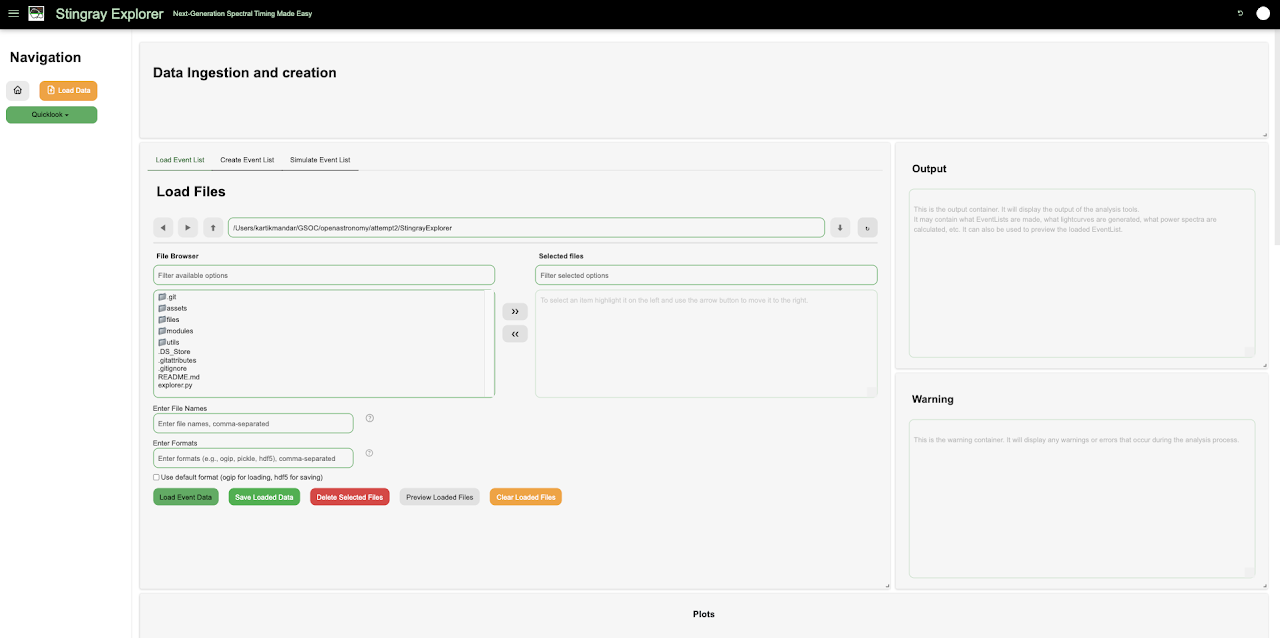 Stingray Explorer
Next-Generation Spectral Timing Made Easy
Navigation
Load Data
Quicklook
Data Ingestion and creation
Load Event List
Create Event List
Simulate Event List
Load Files
/Users/kartikmandar/GSOC/openastronomy/attempt2/StingrayExplorer
File Browser
Filter available options
.git
assets
files
modules
utils
.DS_Store
.gitattributes
.gitignore
README.md
explorer.py
>>
<<
Selected files
Filter selected options
To select an item highlight it on the left and use the arrow button to move it to the right.
Enter File Names
Enter file names, comma-separated
?
Enter Formats
Enter formats (e.g., ogip, pickle, hdf5), comma-separated
?
Use default format (ogip for loading, hdf5 for saving)
Load Event Data
Save Loaded Data
Delete Selected Files
Preview Loaded Files
Clear Loaded Files
Output
This is the output container. It will display the output of the analysis tools.
It may contain what EventLists are made, what lightcurves are generated, what power spectra are
calculated, etc. It can also be used to preview the loaded EventList.
Warning
This is the warning container. It will display any warnings or errors that occur during the analysis process.
Plots